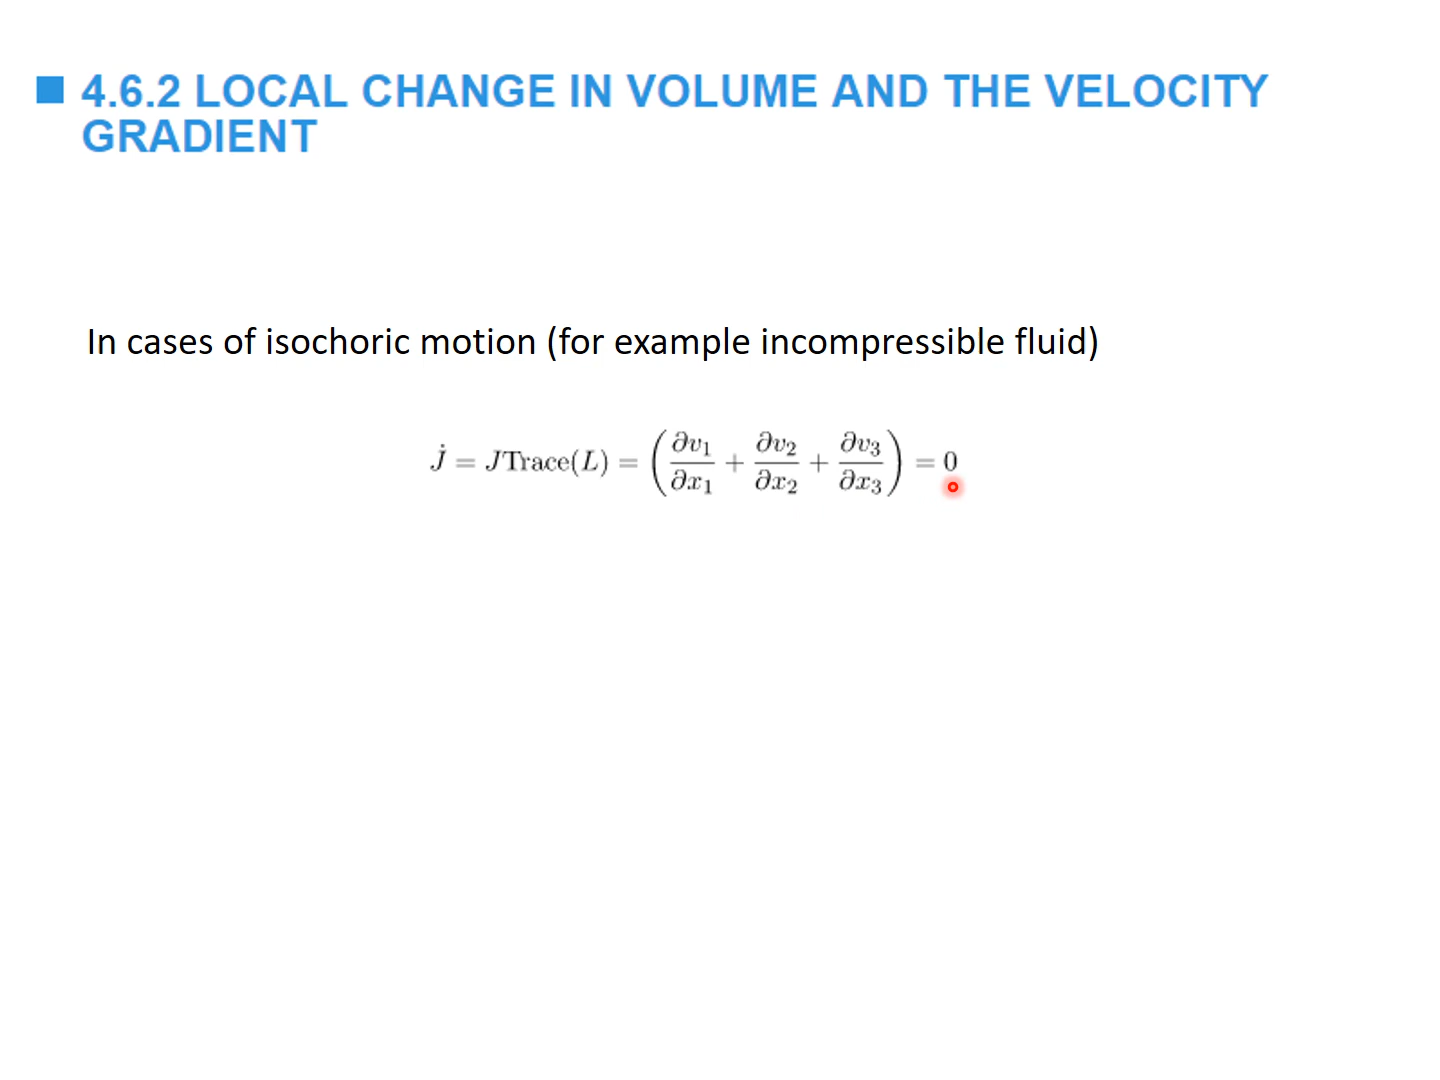 4.6.2 LOCAL CHANGE IN VOLUME AND THE VELOCITY
GRADIENT
In cases of isochoric motion (for example incompressible fluid)
J̇ = JTrace(L) = (∂v₁/∂x₁ + ∂v₂/∂x₂ + ∂v₃/∂x₃) = 0